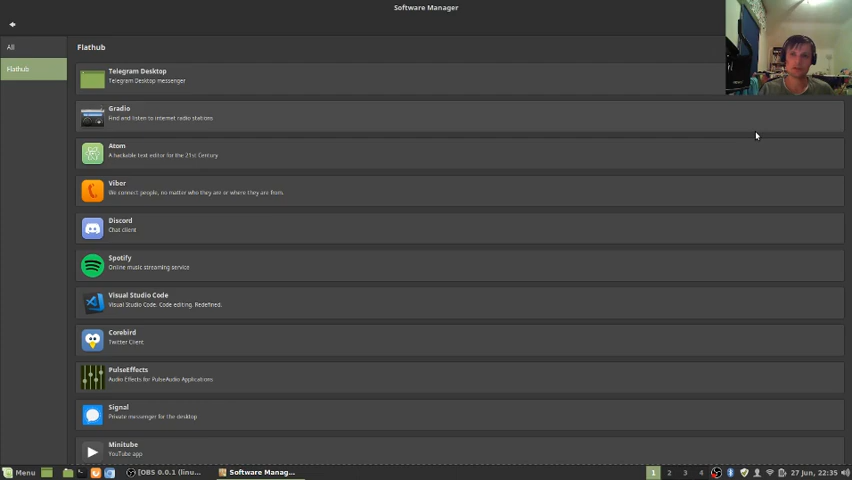 Software Manager
All
Flathub
Flathub
Telegram Desktop
Telegram Desktop messenger
Gradio
Find and listen to internet radio stations
Atom
A hackable text editor for the 21st Century
Viber
We connect people, no matter who they are or where they are from.
Discord
Chat client
Spotify
Online music streaming service
Visual Studio Code
Visual Studio Code. Code editing. Redefined.
Corebird
Twitter Client
PulseEffects
Audio Effects for PulseAudio Applications
Signal
Private messenger for the desktop
Minitube
YouTube app
Menu
[OBS 0.0.1 (linu...
Software Manag...
1 2 3 4
27 Jun, 22:35